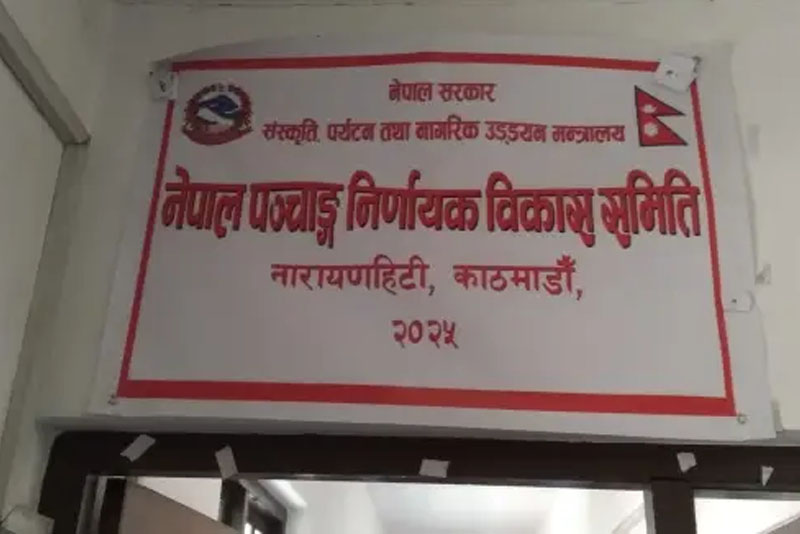 नेपाल सरकार
संस्कृति, पर्यटन तथा नागरिक उड्डयन मन्त्रालय
नेपाल पञ्चाङ्ग निर्णायक विकास समिति
नारायणहिटी, काठमाडौँ,
२०२५